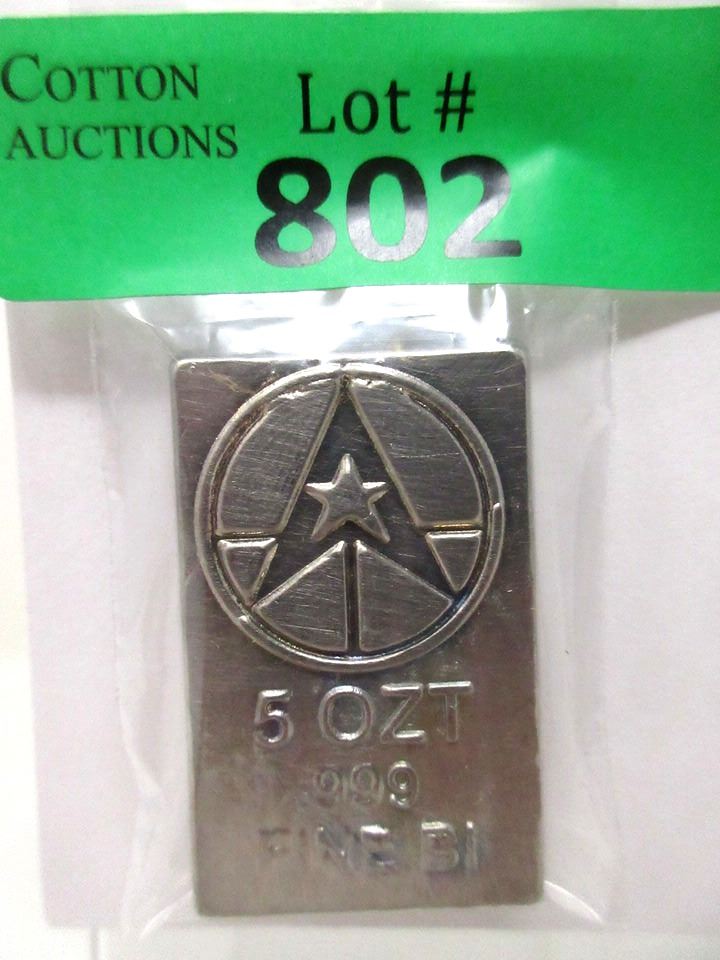 COTTON
AUCTIONS
Lot #
802
5 OZT
.999
FINE BI